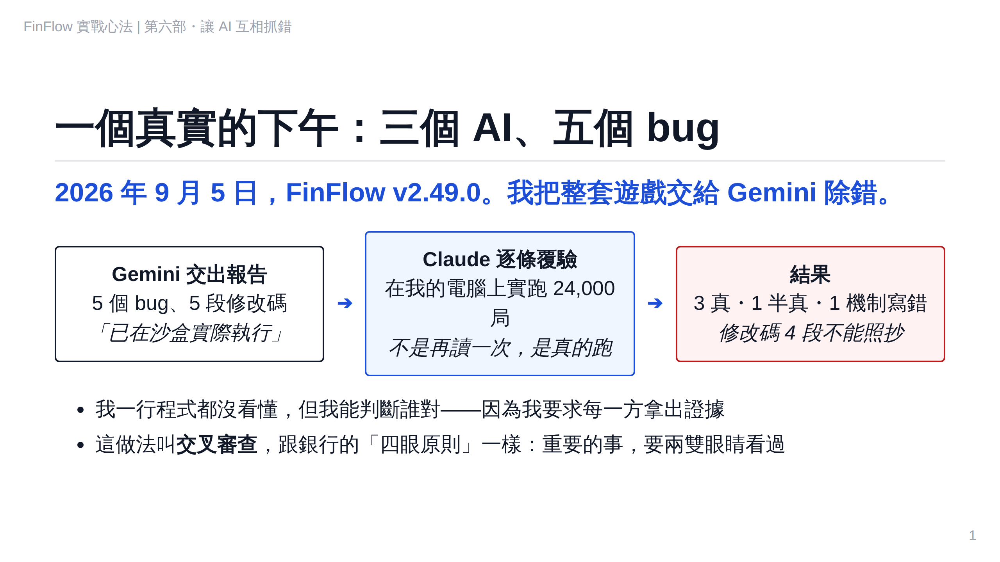 FinFlow 實戰心法 | 第六部・讓 AI 互相抓錯
一個真實的下午：三個 AI、五個 bug
2026 年 9 月 5 日，FinFlow v2.49.0。我把整套遊戲交給 Gemini 除錯。
Gemini 交出報告
5 個 bug、5 段修改碼
「已在沙盒實際執行」
➔
Claude 逐條覆驗
在我的電腦上實跑 24,000
局
不是再讀一次，是真的跑
➔
結果
3 真・1 半真・1 機制寫錯
修改碼 4 段不能照抄
• 我一行程式都沒看懂，但我能判斷誰對——因為我要求每一方拿出證據
• 這做法叫交叉審查，跟銀行的「四眼原則」一樣：重要的事，要兩雙眼睛看過
1